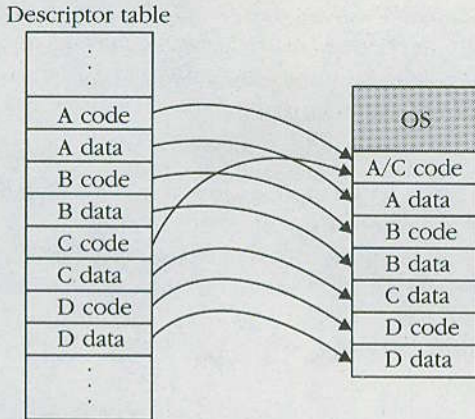 Descriptor table
.
.
.
A code
A data
B code
B data
C code
C data
D code
D data
.
.
.
OS
A/C code
A data
B code
B data
C data
D code
D data